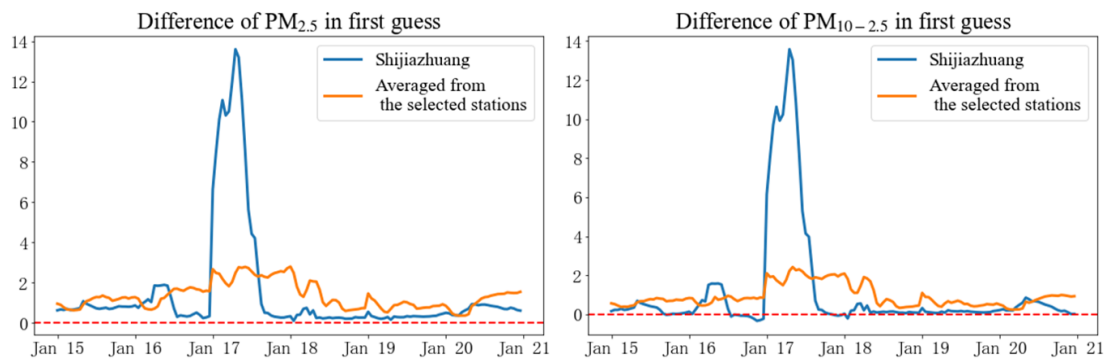 Difference of PM2.5 in first guess
14
12
10
8
6
4
2
0
Shijiazhuang
Averaged from
the selected stations
Jan 15 Jan 16 Jan 17 Jan 18 Jan 19 Jan 20 Jan 21
Difference of PM10−2.5 in first guess
14
12
10
8
6
4
2
0
Shijiazhuang
Averaged from
the selected stations
Jan 15 Jan 16 Jan 17 Jan 18 Jan 19 Jan 20 Jan 21